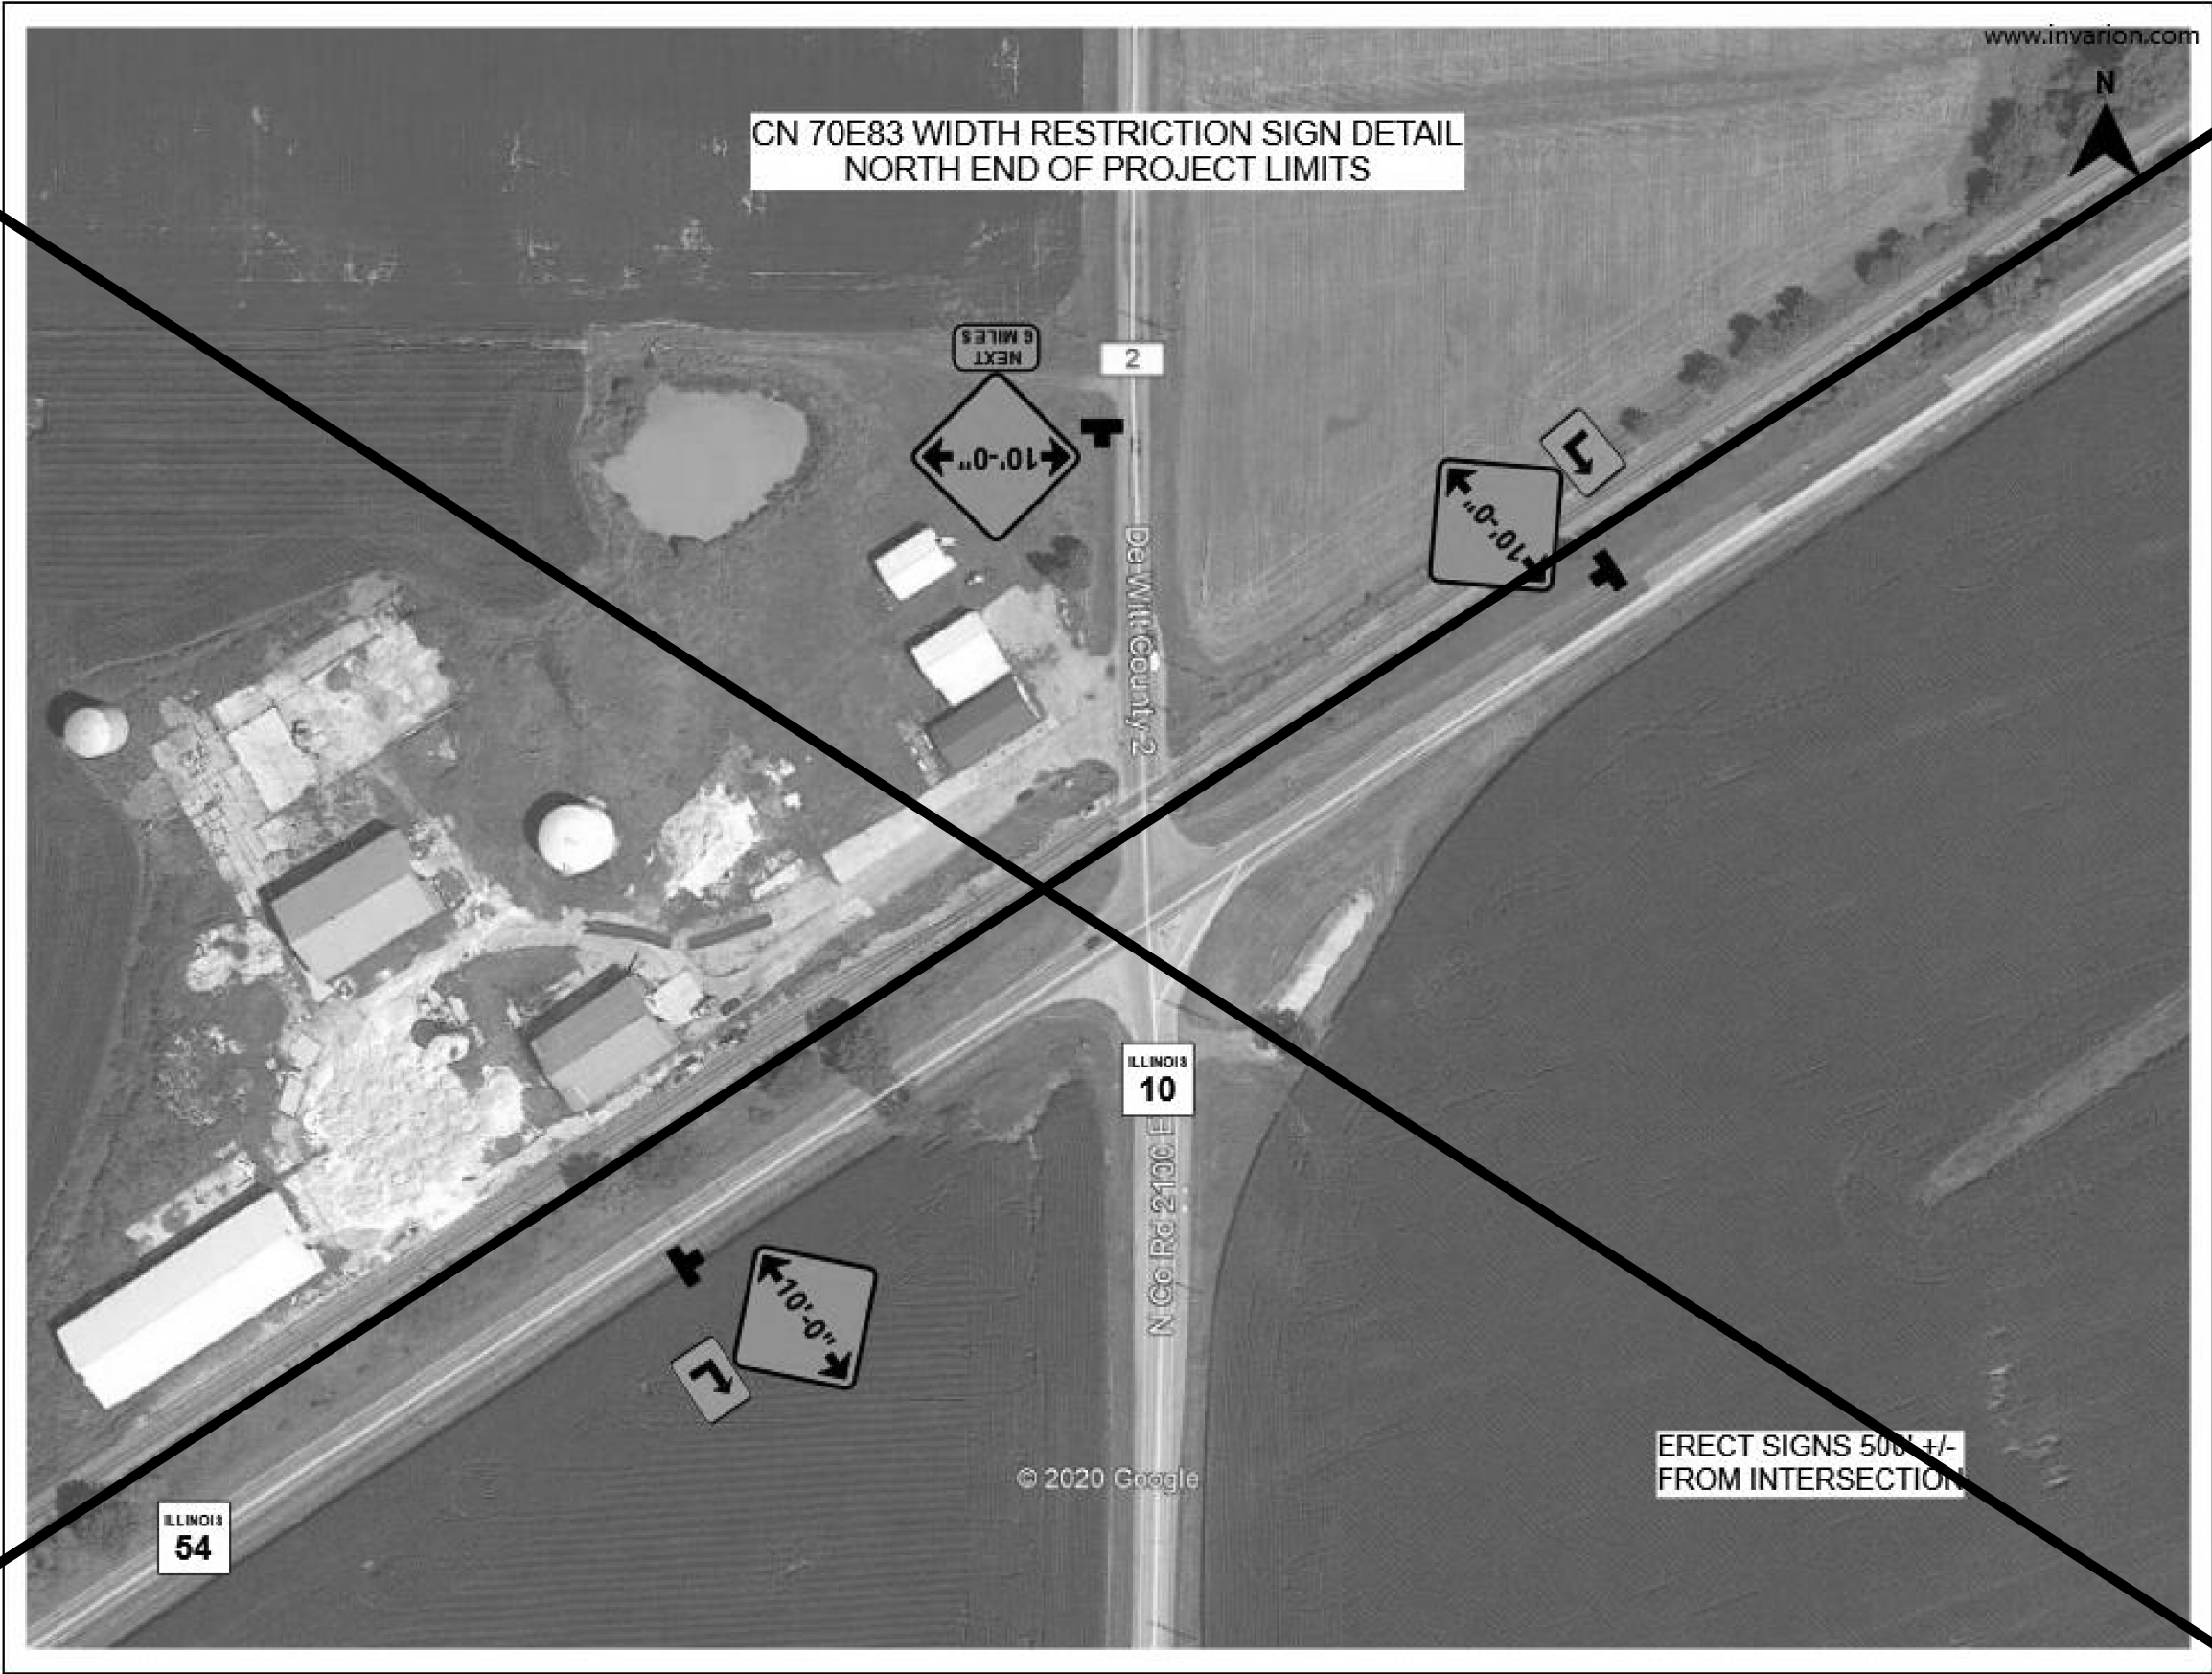 www.invarion.com
N
CN 70E83 WIDTH RESTRICTION SIGN DETAIL
NORTH END OF PROJECT LIMITS
NEXT
6 MILES
2
10'-0"
10'-0"
De Witt County 2
ILLINOIS
10
N Co Rd 2100 E
10'-0"
ERECT SIGNS 500' +/-
FROM INTERSECTION
© 2020 Google
ILLINOIS
54